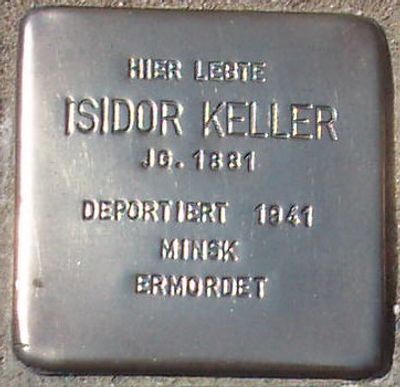 HIER LEBTE
ISIDOR KELLER
JG. 1881
DEPORTIERT 1941
MINSK
ERMORDET